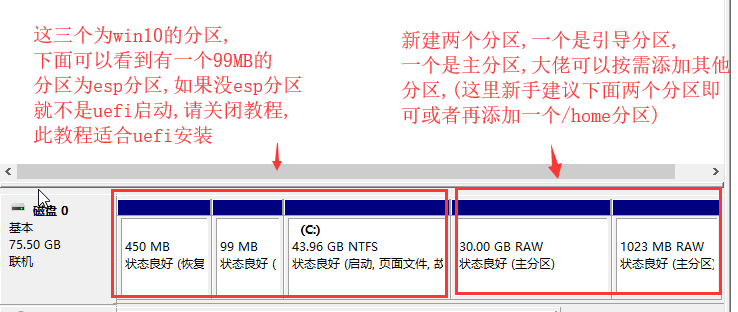 这三个为win10的分区,
下面可以看到有一个99MB的
分区为esp分区,如果没esp分区
就不是uefi启动,请关闭教程,
此教程适合uefi安装
新建两个分区,一个是引导分区,
一个是主分区,大佬可以按需添加其他
分区,(这里新手建议下面两个分区即
可或者再添加一个/home分区)
磁盘 0
基本
75.50 GB
联机
450 MB
状态良好 (恢复
99 MB
状态良好 (
(C:)
43.96 GB NTFS
状态良好 (启动, 页面文件, 故
30.00 GB RAW
状态良好 (主分区)
1023 MB RAW
状态良好 (主分区)